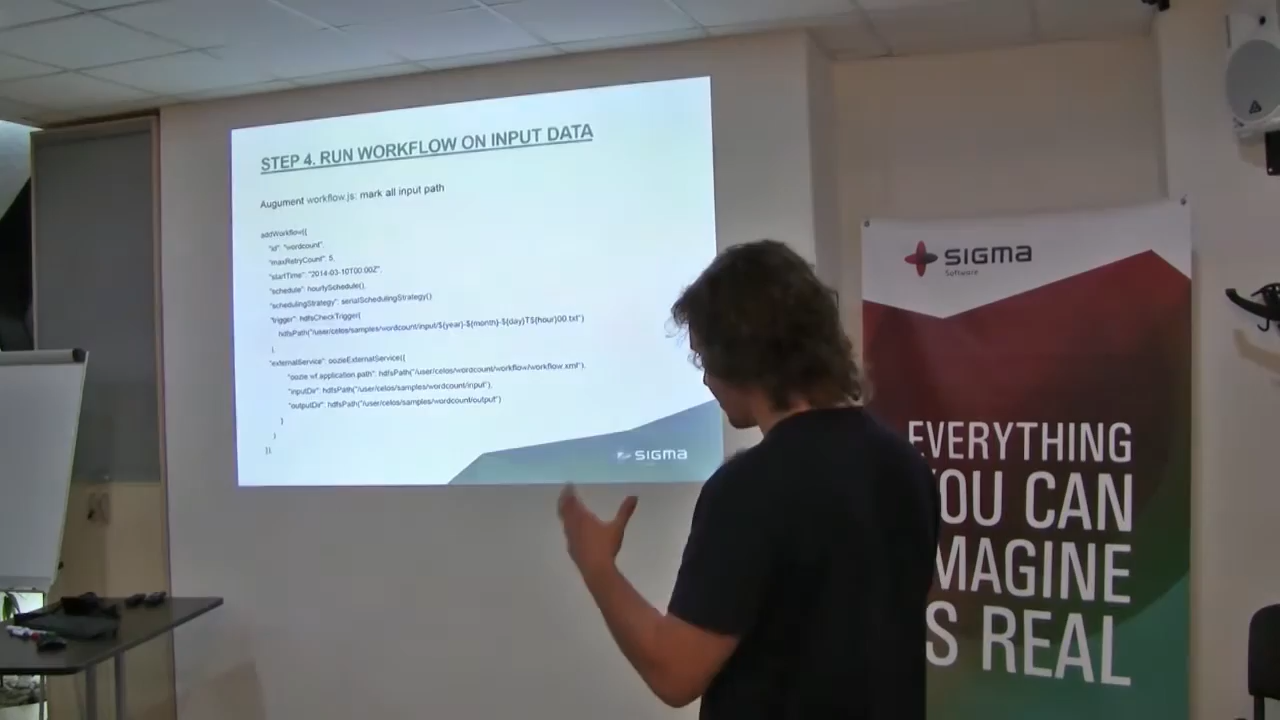 STEP 4. RUN WORKFLOW ON INPUT DATA
Augument workflow.js: mark all input path
addWorkflow({
"id": "wordcount",
"maxRetryCount": 5,
"startTime": "2014-03-10T00:00Z",
"schedule": hourlySchedule(),
"schedulingStrategy": serialSchedulingStrategy()
"trigger": hdfsCheckTrigger(
hdfsPath("/user/celos/samples/wordcount/input/${year}-${month}-${day}T${hour}00.txt")
),
"externalService": oozieExternalService({
"oozie.wf.application.path": hdfsPath("/user/celos/wordcount/workflow/workflow.xml"),
"inputDir": hdfsPath("/user/celos/samples/wordcount/input"),
"outputDir": hdfsPath("/user/celos/samples/wordcount/output")
}
)
});
SIGMA
SIGMA
Software
EVERYTHING
YOU CAN
IMAGINE
IS REAL